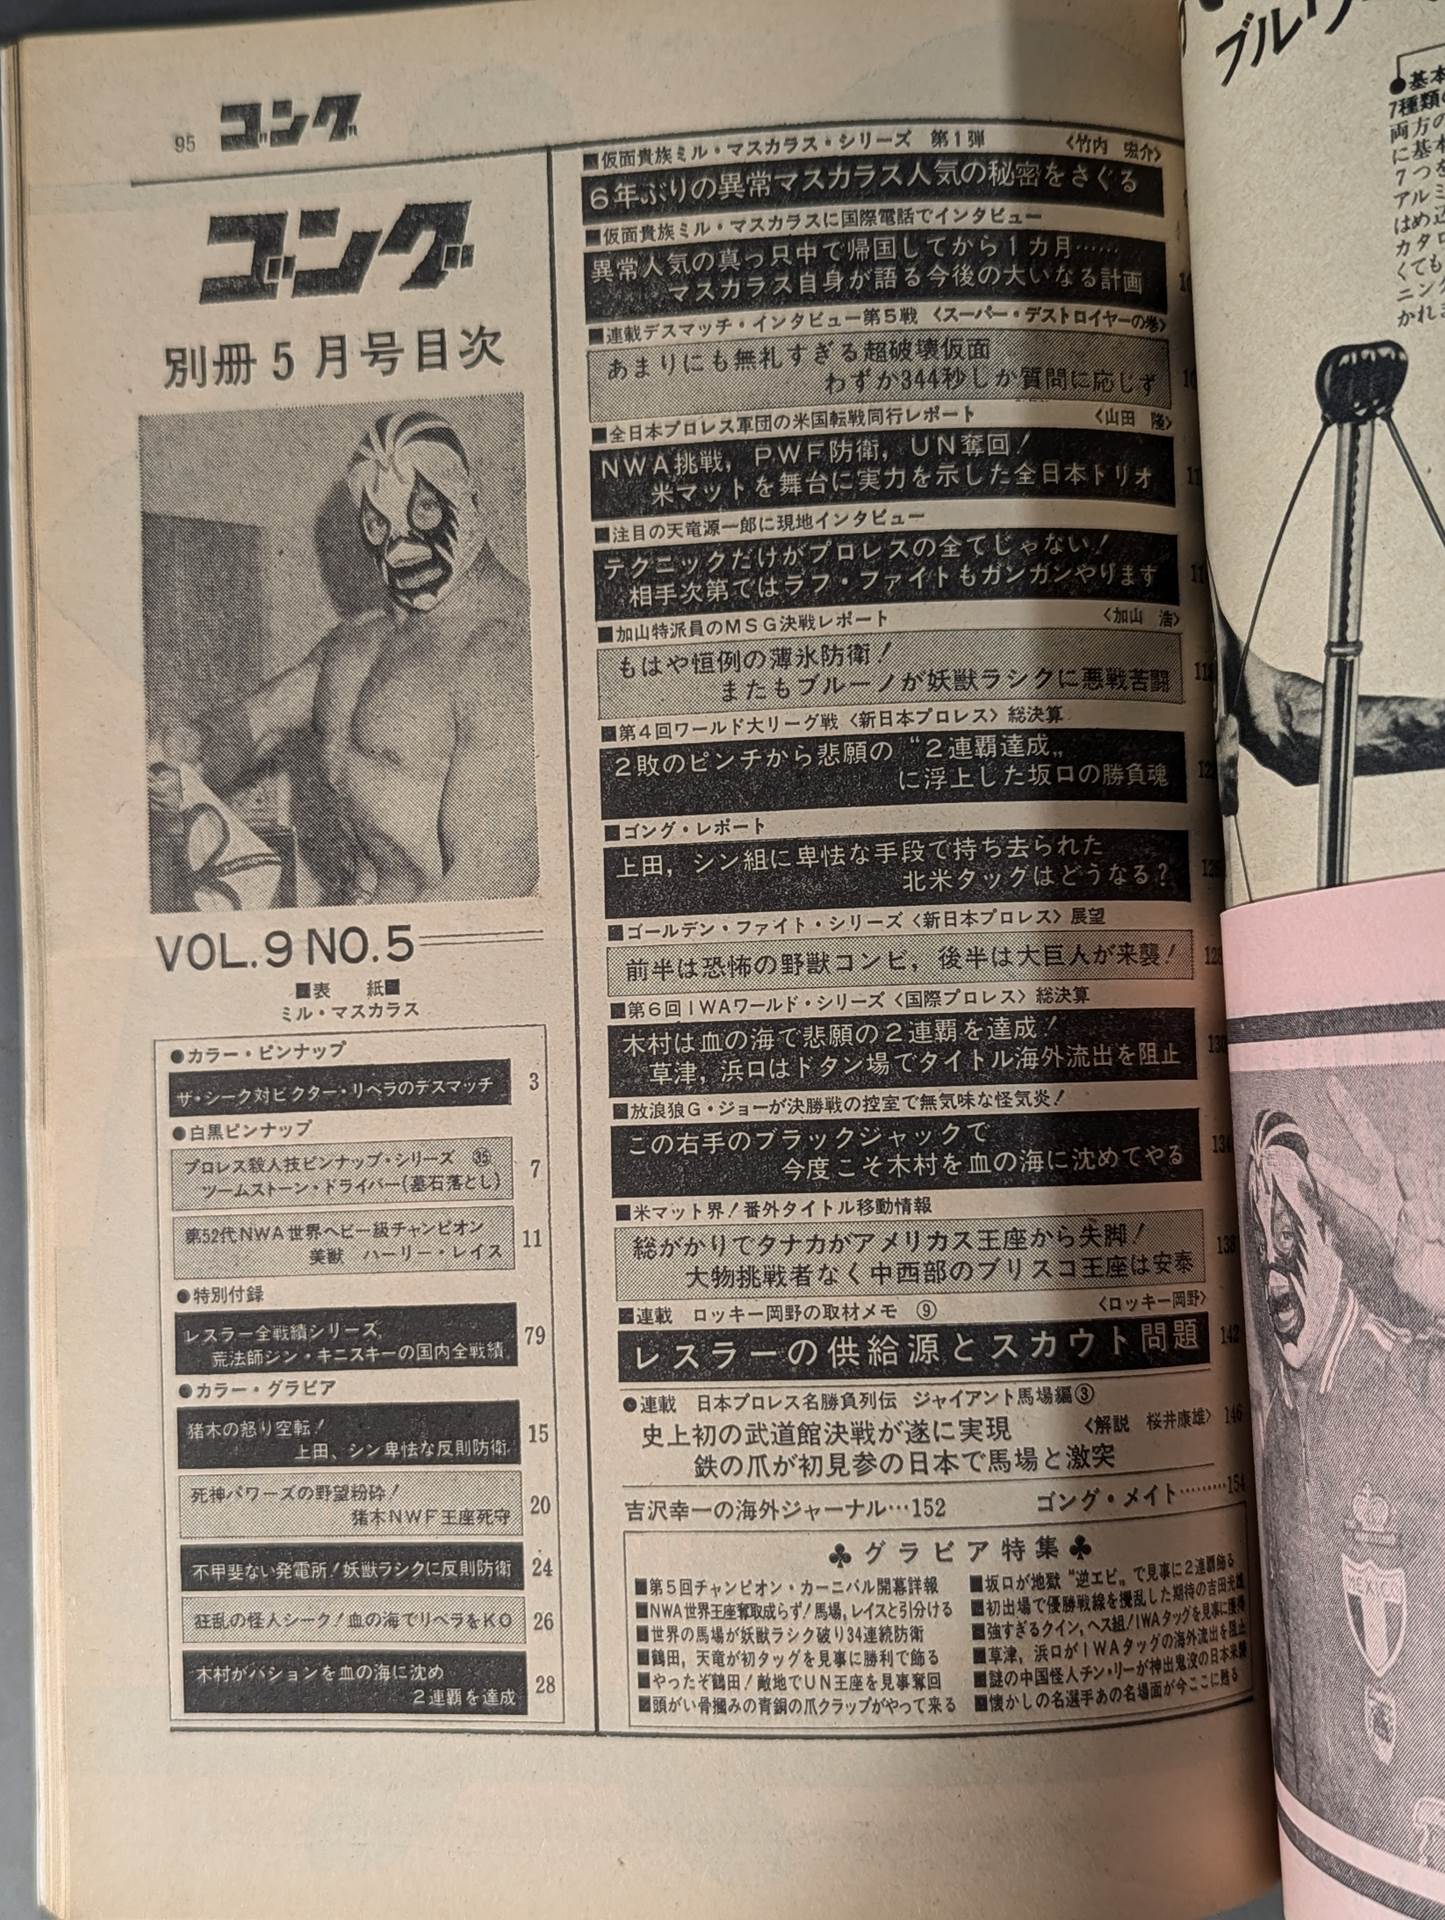 95 ゴング
ゴング
別冊5月号目次
VOL.9 NO.5
■表 紙■
ミル・マスカラス
●カラー・ピンナップ
ザ・シーク対ビクター・リベラのデスマッチ 3
●白黒ピンナップ
プロレス殺人技ピンナップ・シリーズ ㉟
ツームストーン・ドライバー(墓石落とし) 7
第52代NWA世界ヘビー級チャンピオン
美獣 ハーリー・レイス 11
●特別付録
レスラー全戦績シリーズ,
荒法師ジン・キニスキーの国内全戦績 79
●カラー・グラビア
猪木の怒り空転!
上田、シン卑怯な反則防衛 15
死神パワーズの野望粉砕!
猪木NWF王座死守 20
不甲斐ない発電所!妖獣ラシクに反則防衛 24
狂乱の怪人シーク!血の海でリベラをKO 26
木村がバションを血の海に沈め
2連覇を達成 28
■仮面貴族ミル・マスカラス・シリーズ 第1弾 〈竹内 宏介〉
6年ぶりの異常マスカラス人気の秘密をさぐる
■仮面貴族ミル・マスカラスに国際電話でインタビュー
異常人気の真っ只中で帰国してから1カ月……
マスカラス自身が語る今後の大いなる計画
■連載デスマッチ・インタビュー第5戦 〈スーパー・デストロイヤーの巻〉
あまりにも無礼すぎる超破壊仮面
わずか344秒しか質問に応じず
■全日本プロレス軍団の米国転戦同行レポート 〈山田 隆〉
NWA挑戦, PWF防衛, UN奪回!
米マットを舞台に実力を示した全日本トリオ
■注目の天竜源一郎に現地インタビュー
テクニックだけがプロレスの全てじゃない!
相手次第ではラフ・ファイトもガンガンやります
■加山特派員のMSG決戦レポート 〈加山 浩〉
もはや恒例の薄氷防衛!
またもブルーノが妖獣ラシクに悪戦苦闘 118
■第4回ワールド大リーグ戦〈新日本プロレス〉総決算
2敗のピンチから悲願の“2連覇達成„
に浮上した坂口の勝負魂
■ゴング・レポート
上田, シン組に卑怯な手段で持ち去られた
北米タッグはどうなる?
■ゴールデン・ファイト・シリーズ〈新日本プロレス〉展望
前半は恐怖の野獣コンビ, 後半は大巨人が来襲!
■第6回IWAワールド・シリーズ〈国際プロレス〉総決算
木村は血の海で悲願の2連覇を達成!
草津, 浜口はドタン場でタイトル海外流出を阻止
■放浪狼G・ジョーが決勝戦の控室で無気味な怪気炎!
この右手のブラックジャックで
今度こそ木村を血の海に沈めてやる 134
■米マット界!番外タイトル移動情報
総がかりでタナカがアメリカス王座から失脚!
大物挑戦者なく中西部のブリスコ王座は安泰 138
■連載 ロッキー岡野の取材メモ ⑨ 〈ロッキー岡野〉
レスラーの供給源とスカウト問題 142
●連載 日本プロレス名勝負列伝 ジャイアント馬場編③
史上初の武道館決戦が遂に実現 〈解説 桜井康雄〉 146
鉄の爪が初見参の日本で馬場と激突
吉沢幸一の海外ジャーナル…152 ゴング・メイト………154
♣グラビア特集♣
■第5回チャンピオン・カーニバル開幕詳報
■NWA世界王座奪取成らず!馬場,レイスと引分ける
■世界の馬場が妖獣ラシク破り34連続防衛
■鶴田, 天竜が初タッグを見事に勝利で飾る
■やったぞ鶴田!敵地でUN王座を見事奪回
■頭がい骨掴みの青銅の爪クラップがやって来る
■坂口が地獄“逆エビ„で見事に2連覇飾る
■初出場で優勝戦線を攪乱した期待の吉田光雄
■強すぎるクイン,ヘス組!IWAタッグを見事に獲得
■草津, 浜口がIWAタッグの海外流出を阻止
■謎の中国怪人チン・リーが神出鬼没の日本来襲
■懐かしの名選手あの名場面が今ここに甦る
●基本
7種類の
両方の
に基本
7つを
アルミ
はめ込
カタロ
くても
ニング
かれま
MEXICO